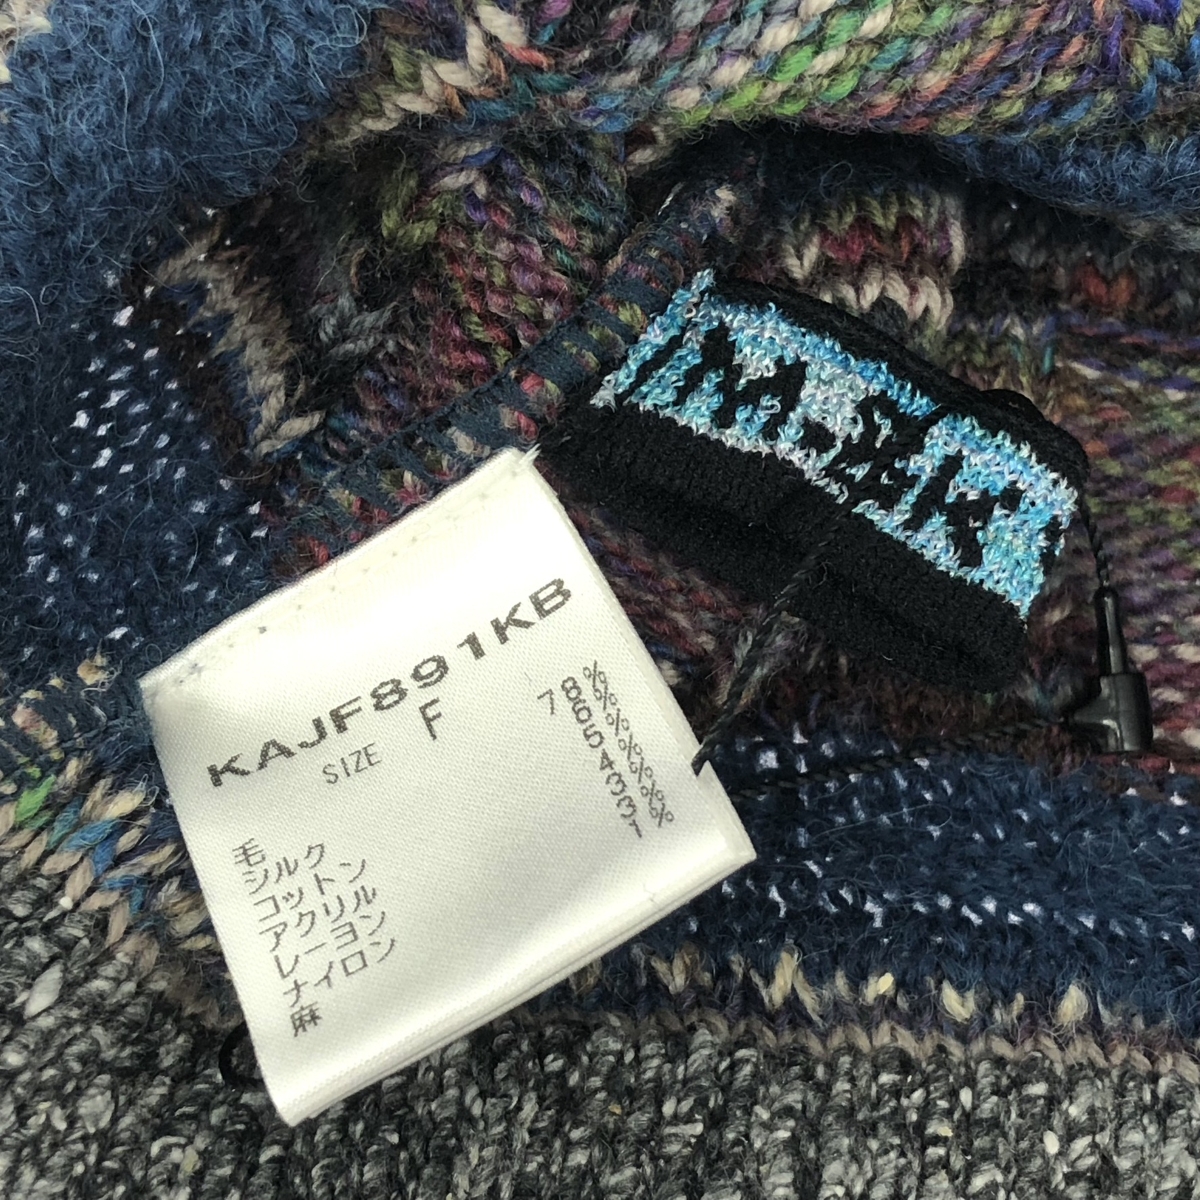 KAJF891KB
SIZE F
毛 78%
シルク 6%
コットン 5%
アクリル 4%
レーヨン 3%
ナイロン 3%
麻 1%